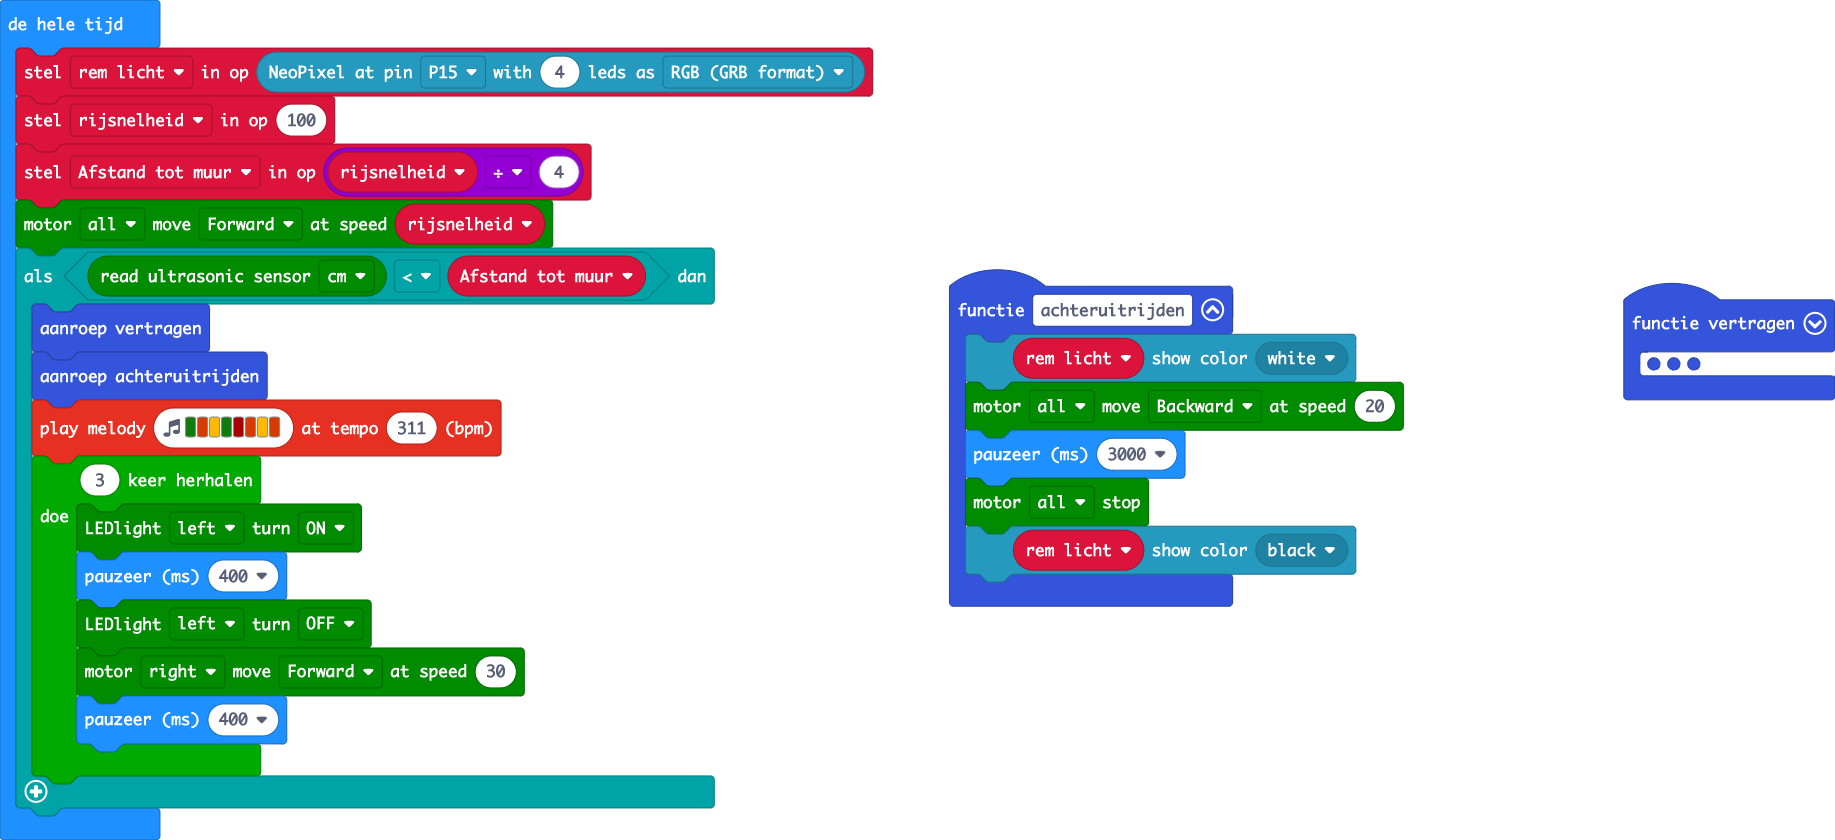 de hele tijd
stel rem licht in op NeoPixel at pin P15 with 4 leds as RGB (GRB format)
stel rijsnelheid in op 100
stel Afstand tot muur in op rijsnelheid ÷ 4
motor all move Forward at speed rijsnelheid
als read ultrasonic sensor cm < Afstand tot muur dan
aanroep vertragen
aanroep achteruitrijden
play melody at tempo 311 (bpm)
3 keer herhalen
doe
LEDlight left turn ON
pauzeer (ms) 400
LEDlight left turn OFF
motor right move Forward at speed 30
pauzeer (ms) 400
functie achteruitrijden
rem licht show color white
motor all move Backward at speed 20
pauzeer (ms) 3000
motor all stop
rem licht show color black
functie vertragen